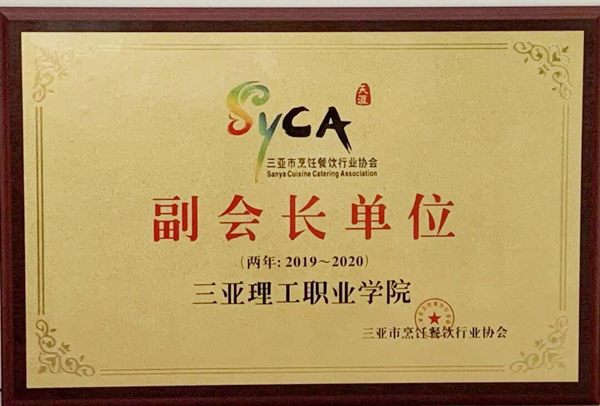 天涯
SyCA
三亚市烹饪餐饮行业协会
Sanya Cuisine Catering Association
副会长单位
(两年:2019～2020)
三亚理工职业学院
三亚市烹饪餐饮行业协会